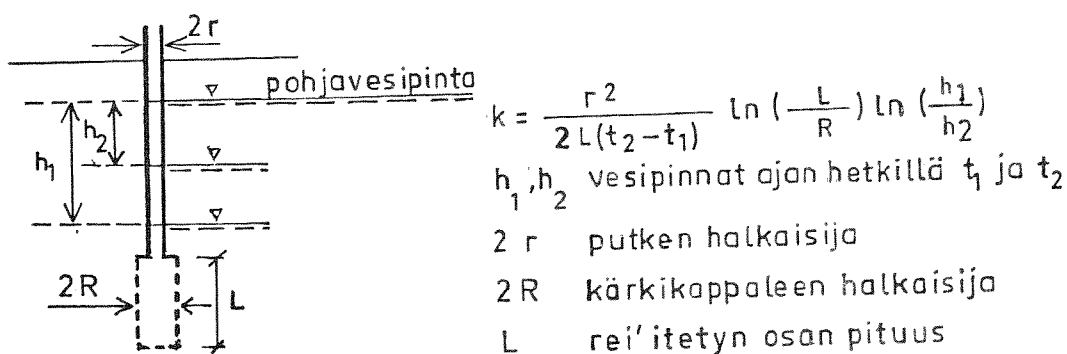 2 r
pohjavesipinta
h₁
h₂
2R
L
k = r² / 2L(t₂-t₁) ln (L/R) ln (h₁/h₂)
h₁,h₂ vesipinnat ajan hetkillä t₁ ja t₂
2 r putken halkaisija
2R kärkikappaleen halkaisija
L rei'itetyn osan pituus